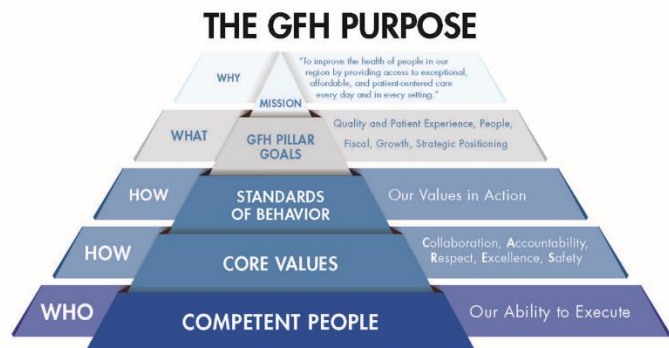 THE GFH PURPOSE
WHY
MISSION
"To improve the health of people in our
region by providing access to exceptional,
affordable, and patient-centered care
every day and in every setting."
WHAT
GFH PILLAR
GOALS
Quality and Patient Experience, People,
Fiscal, Growth, Strategic Positioning
HOW
STANDARDS
OF BEHAVIOR
Our Values in Action
HOW
CORE VALUES
Collaboration, Accountability,
Respect, Excellence, Safety
WHO
COMPETENT PEOPLE
Our Ability to Execute